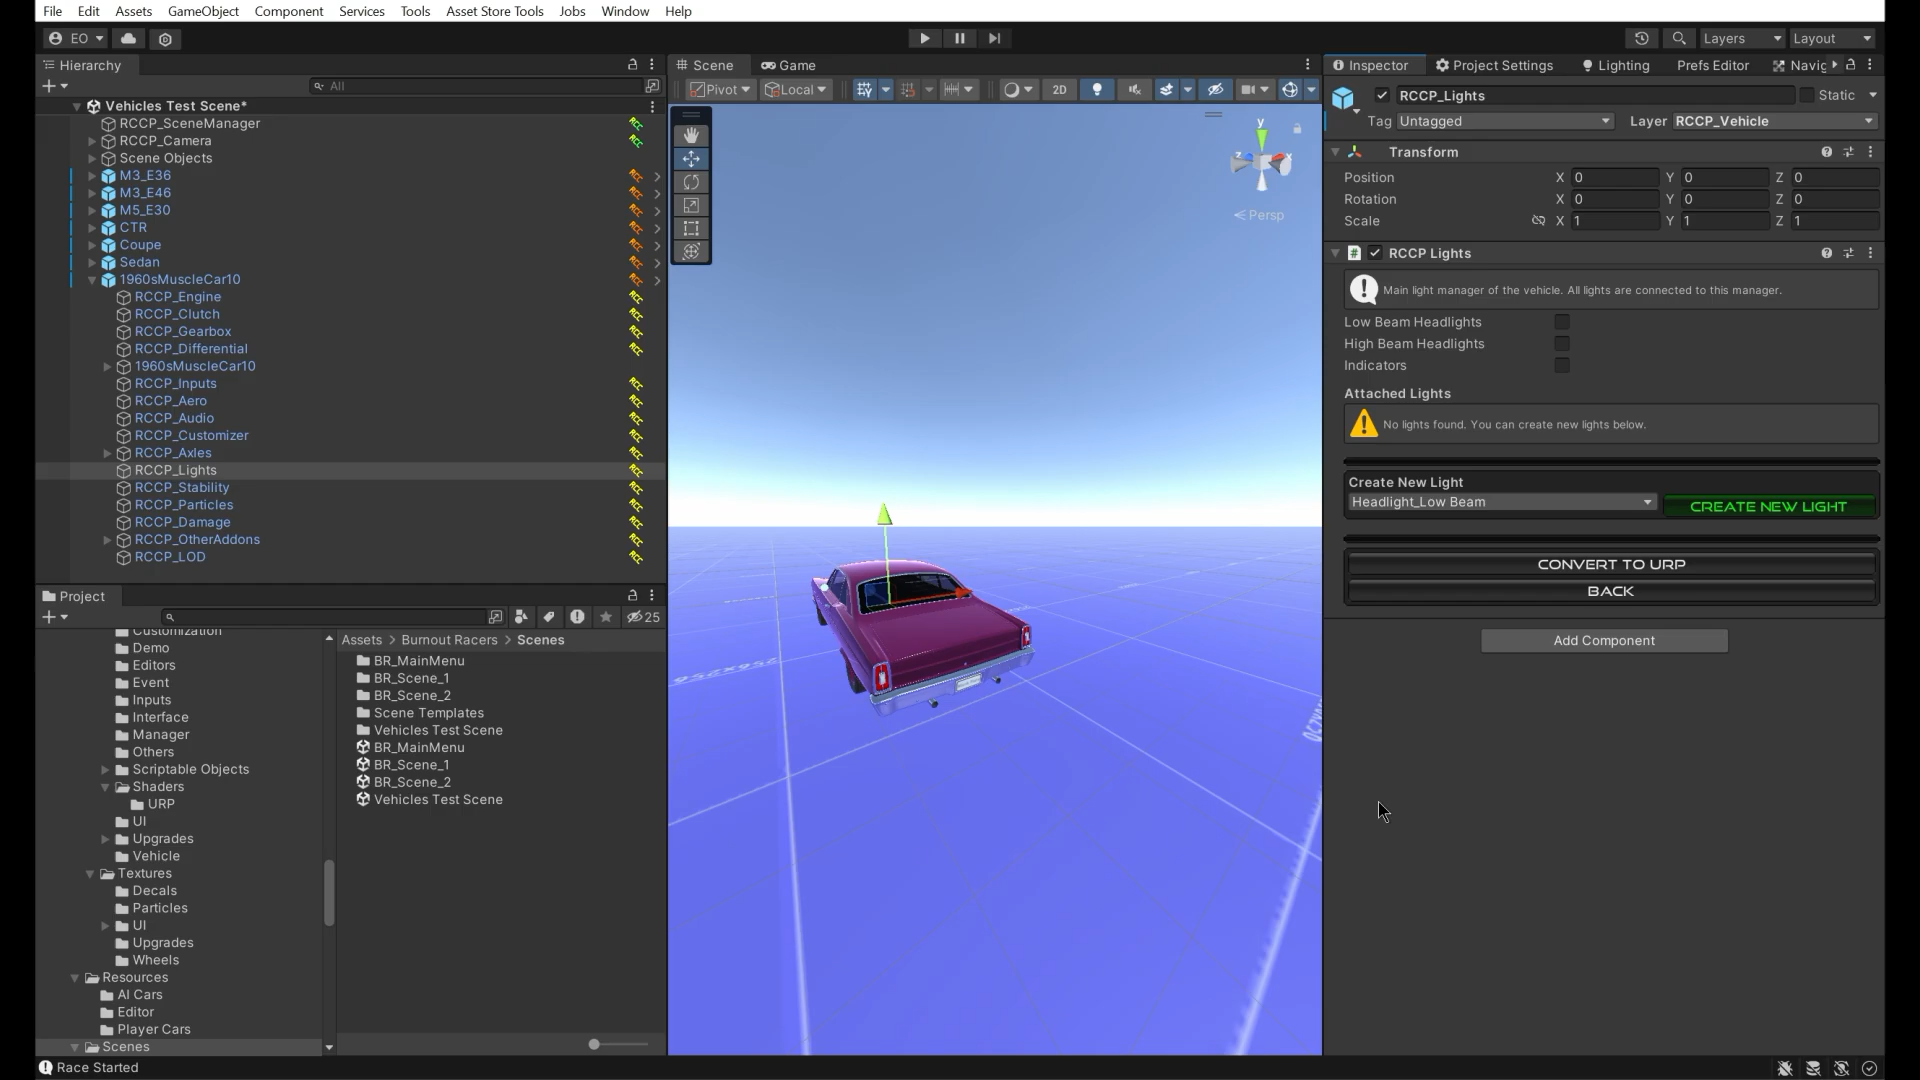 File Edit Assets GameObject Component Services Tools Asset Store Tools Jobs Window Help
EO
Layers Layout
Hierarchy
All
Vehicles Test Scene*
RCCP_SceneManager
RCCP_Camera
Scene Objects
M3_E36
M3_E46
M5_E30
CTR
Coupe
Sedan
1960sMuscleCar10
RCCP_Engine
RCCP_Clutch
RCCP_Gearbox
RCCP_Differential
1960sMuscleCar10
RCCP_Inputs
RCCP_Aero
RCCP_Audio
RCCP_Customizer
RCCP_Axles
RCCP_Lights
RCCP_Stability
RCCP_Particles
RCCP_Damage
RCCP_OtherAddons
RCCP_LOD
Project
25
Customization
Demo
Editors
Event
Inputs
Interface
Manager
Others
Scriptable Objects
Shaders
URP
UI
Upgrades
Vehicle
Textures
Decals
Particles
UI
Upgrades
Wheels
Resources
AI Cars
Editor
Player Cars
Scenes
Assets > Burnout Racers > Scenes
BR_MainMenu
BR_Scene_1
BR_Scene_2
Scene Templates
Vehicles Test Scene
BR_MainMenu
BR_Scene_1
BR_Scene_2
Vehicles Test Scene
Scene Game
Pivot Local 2D
y
z x
Persp
256x256
Inspector Project Settings Lighting Prefs Editor Navig
RCCP_Lights Static
Tag Untagged Layer RCCP_Vehicle
Transform
Position X 0 Y 0 Z 0
Rotation X 0 Y 0 Z 0
Scale X 1 Y 1 Z 1
RCCP Lights
Main light manager of the vehicle. All lights are connected to this manager.
Low Beam Headlights
High Beam Headlights
Indicators
Attached Lights
No lights found. You can create new lights below.
Create New Light
Headlight_Low Beam CREATE NEW LIGHT
CONVERT TO URP
BACK
Add Component
Race Started